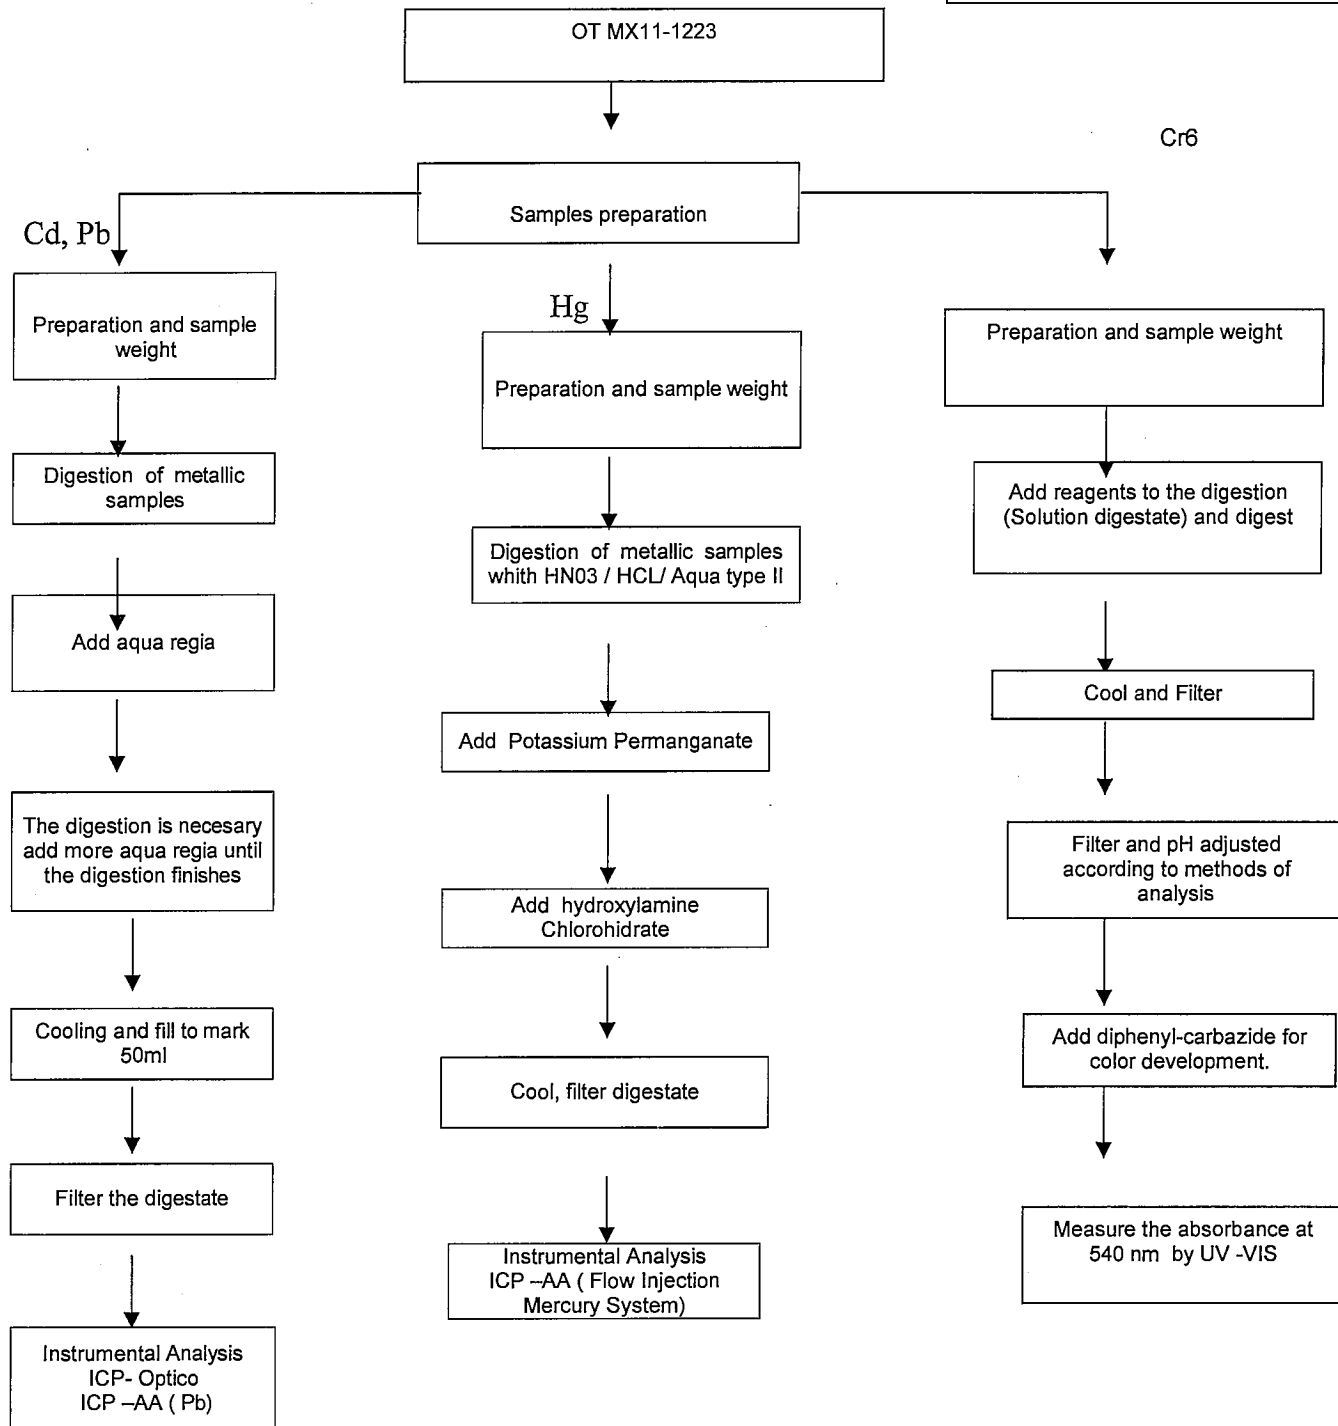 OT MX11-1223
Cr6
Samples preparation
Cd, Pb
Preparation and sample
weight
Digestion of metallic
samples
Add aqua regia
The digestion is necesary
add more aqua regia until
the digestion finishes
Cooling and fill to mark
50ml
Filter the digestate
Instrumental Analysis
ICP- Optico
ICP –AA ( Pb)
Hg
Preparation and sample weight
Digestion of metallic samples
whith HN03 / HCL/ Aqua type II
Add Potassium Permanganate
Add hydroxylamine
Chlorohidrate
Cool, filter digestate
Instrumental Analysis
ICP –AA ( Flow Injection
Mercury System)
Preparation and sample weight
Add reagents to the digestion
(Solution digestate) and digest
Cool and Filter
Filter and pH adjusted
according to methods of
analysis
Add diphenyl-carbazide for
color development.
Measure the absorbance at
540 nm by UV -VIS